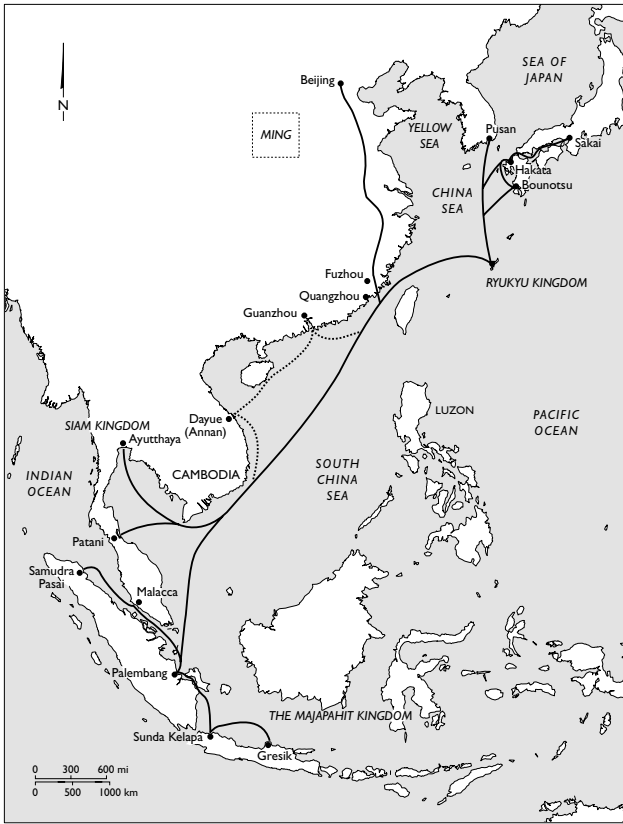 Beijing
SEA OF
JAPAN
N
MING
YELLOW
SEA
Pusan
Sakai
Hakata
CHINA
SEA
Bounotsu
Fuzhou
RYUKYU KINGDOM
Quangzhou
Guanzhou
LUZON
PACIFIC
OCEAN
Dayue
(Annan)
SIAM KINGDOM
Ayutthaya
INDIAN
OCEAN
CAMBODIA
SOUTH
CHINA
SEA
Patani
Samudra
Pasai
Malacca
Palembang
THE MAJAPAHIT KINGDOM
Sunda Kelapa
Gresik
0 300 600 mi
0 500 1000 km